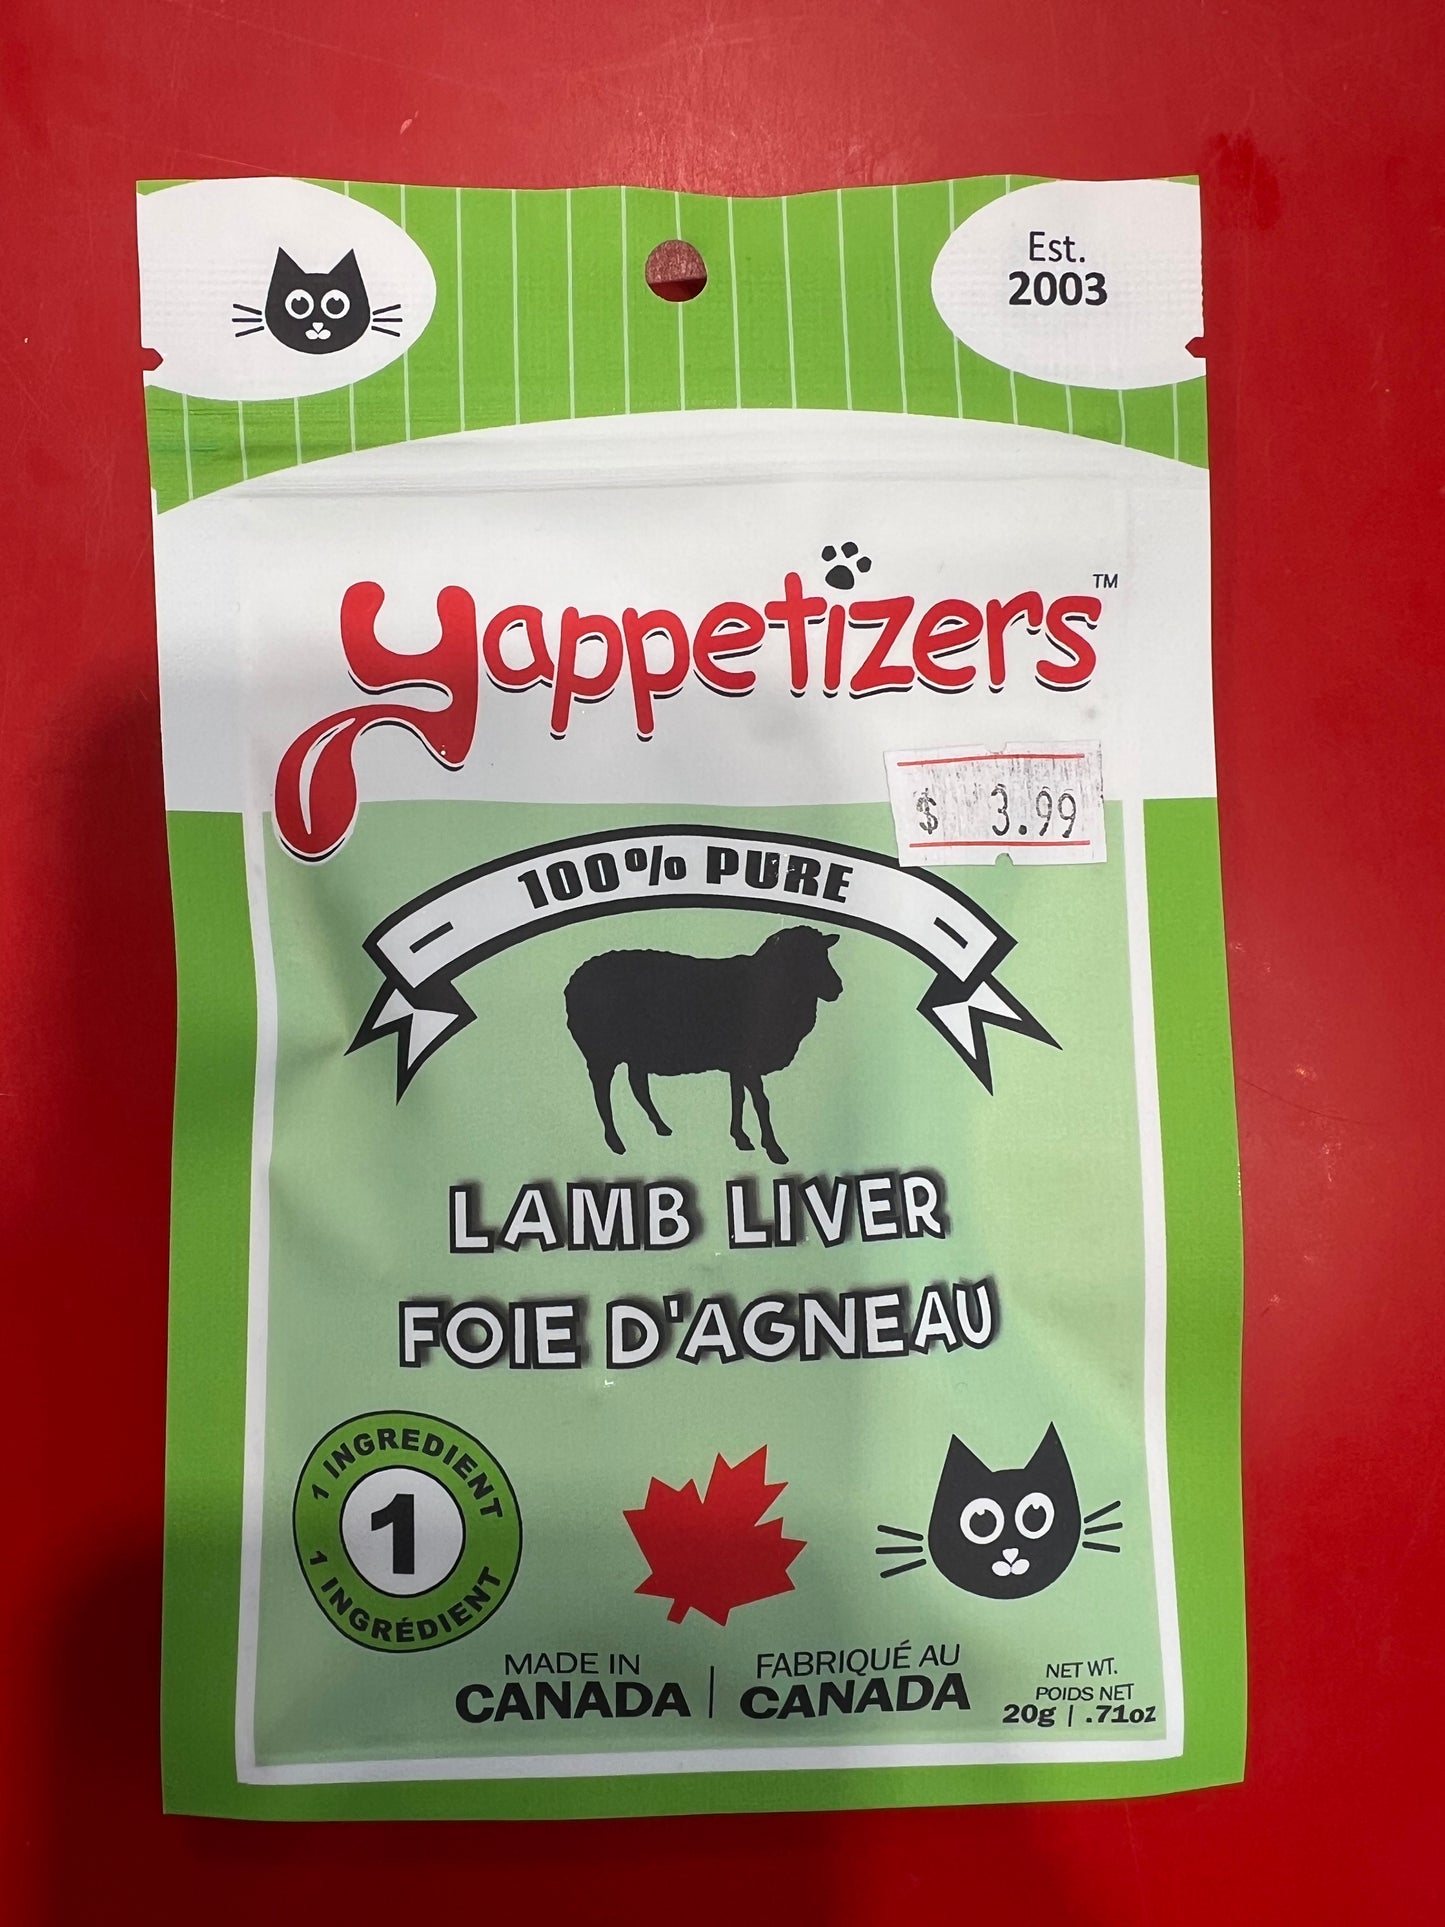 Est.
2003
yappetizers™
$ 3.99
100% PURE
LAMB LIVER
FOIE D'AGNEAU
1 INGREDIENT
1
1 INGRÉDIENT
MADE IN
CANADA
FABRIQUÉ AU
CANADA
NET WT.
POIDS NET
20g | .71oz